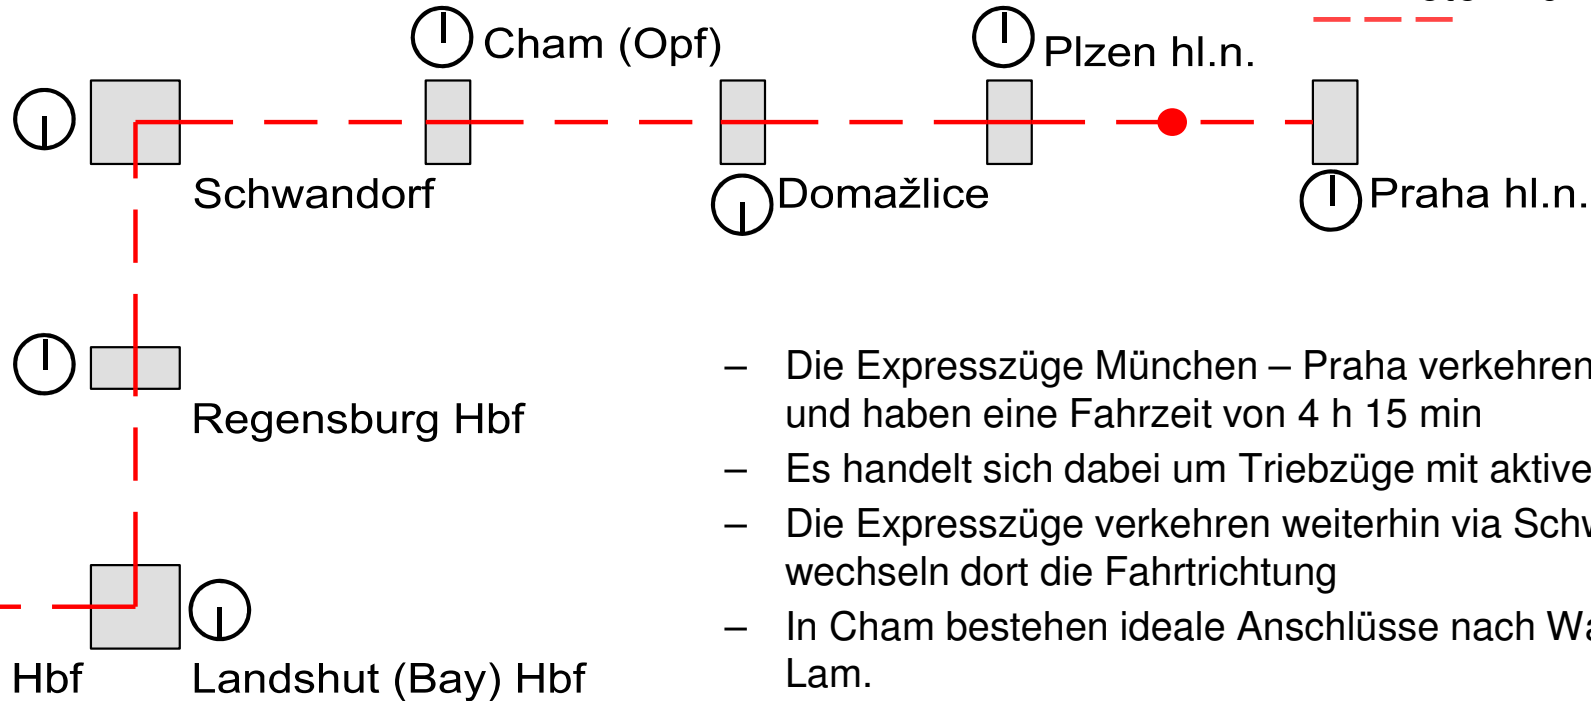 Cham (Opf)
Plzen hl.n.
Schwandorf
Domažlice
Praha hl.n.
Regensburg Hbf
– Die Expresszüge München – Praha verkehren
und haben eine Fahrzeit von 4 h 15 min
– Es handelt sich dabei um Triebzüge mit aktive
– Die Expresszüge verkehren weiterhin via Schw
wechseln dort die Fahrtrichtung
– In Cham bestehen ideale Anschlüsse nach Wa
Lam.
Hbf
Landshut (Bay) Hbf